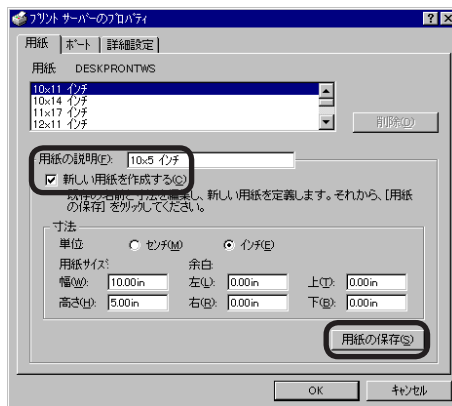 プリント サーバーのプロパティ
用紙 ポート 詳細設定
用紙 DESKPRONTWS
10x11 インチ
10x14 インチ
11x17 インチ
12x11 インチ
削除(D)
用紙の説明(F): 10x5 インチ
新しい用紙を作成する(C)
既存の名前と寸法を編集し、新しい用紙を定義します。それから、[用紙
の保存] をクリックしてください。
寸法
単位: センチ(M) インチ(E)
用紙サイズ: 余白:
幅(W): 10.00in 左(L): 0.00in 上(T): 0.00in
高さ(H): 5.00in 右(R): 0.00in 下(B): 0.00in
用紙の保存(S)
OK キャンセル